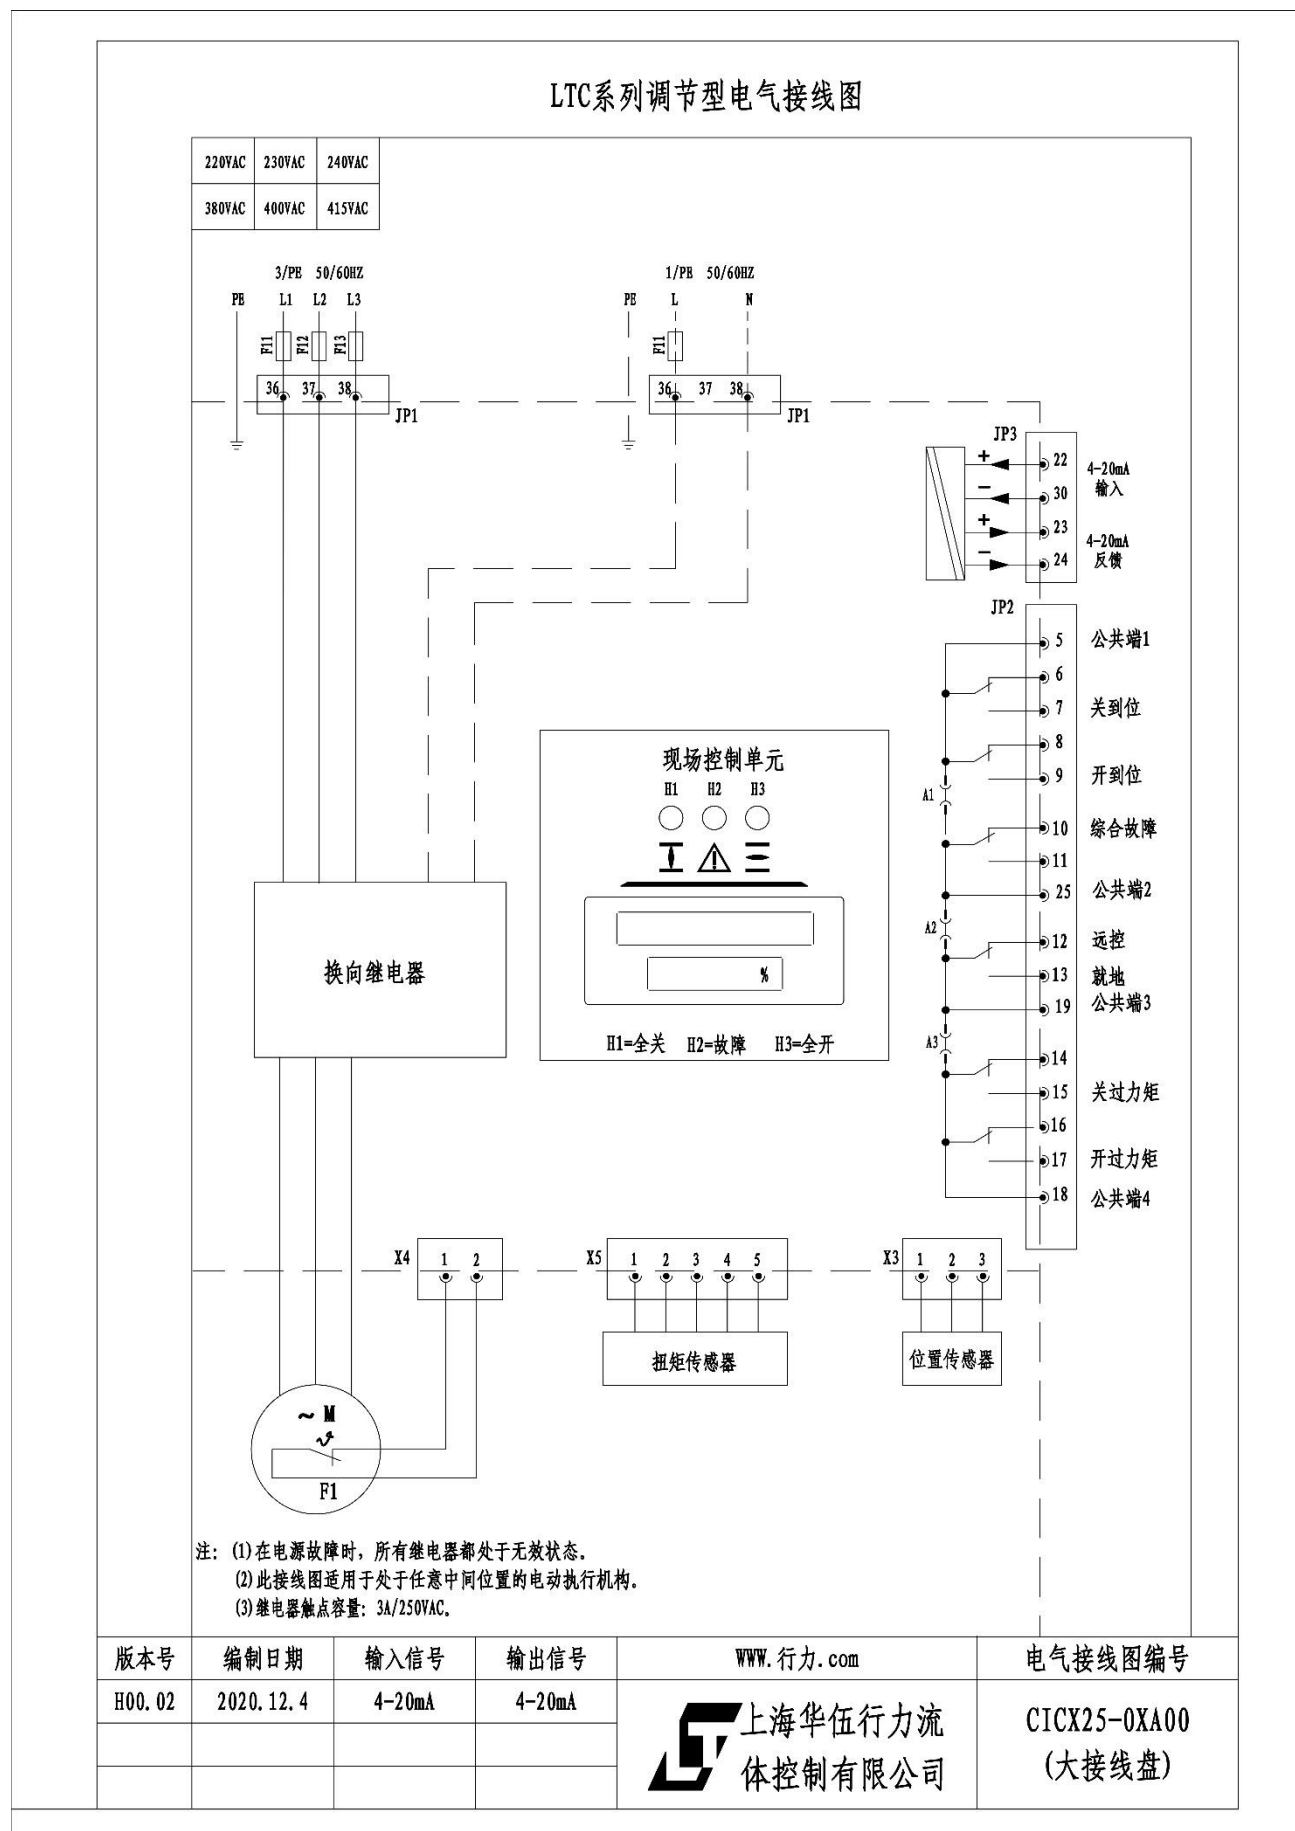 LTC系列调节型电气接线图
220VAC 230VAC 240VAC
380VAC 400VAC 415VAC
3/PE 50/60HZ
PE L1 L2 L3
F11 F12 F13
36 37 38
JP1
1/PE 50/60HZ
PE L N
F11
36 37 38
JP1
JP3
+ 22
4-20mA
输入
- 30
+ 23
4-20mA
反馈
- 24
JP2
5 公共端1
6
7 关到位
8
9 开到位
A1
10 综合故障
11
25 公共端2
A2
12 远控
13 就地
19 公共端3
A3
14
15 关过力矩
16
17 开过力矩
18 公共端4
现场控制单元
H1 H2 H3
%
H1=全关 H2=故障 H3=全开
换向继电器
X4 1 2
X5 1 2 3 4 5
X3 1 2 3
扭矩传感器
位置传感器
~ M
ϑ
F1
注: (1)在电源故障时，所有继电器都处于无效状态。
(2)此接线图适用于处于任意中间位置的电动执行机构。
(3)继电器触点容量: 3A/250VAC。
版本号 编制日期 输入信号 输出信号 WWW.行力.com 电气接线图编号
H00.02 2020.12.4 4-20mA 4-20mA
上海华伍行力流
体控制有限公司
CICX25-0XA00
(大接线盘)